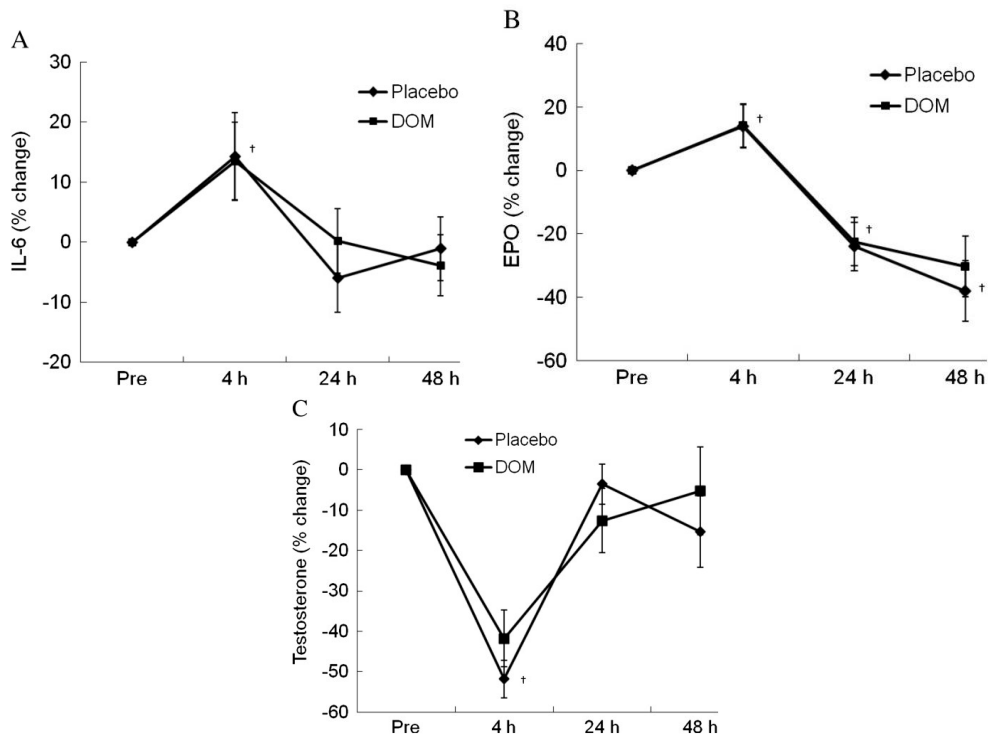 A
IL-6 (% change)
30
20
10
0
-10
-20
Placebo
DOM
†
Pre 4 h 24 h 48 h
B
EPO (% change)
40
20
0
-20
-40
-60
Placebo
DOM
†
†
†
Pre 4 h 24 h 48 h
C
Testosterone (% change)
10
0
-10
-20
-30
-40
-50
-60
Placebo
DOM
†
Pre 4 h 24 h 48 h